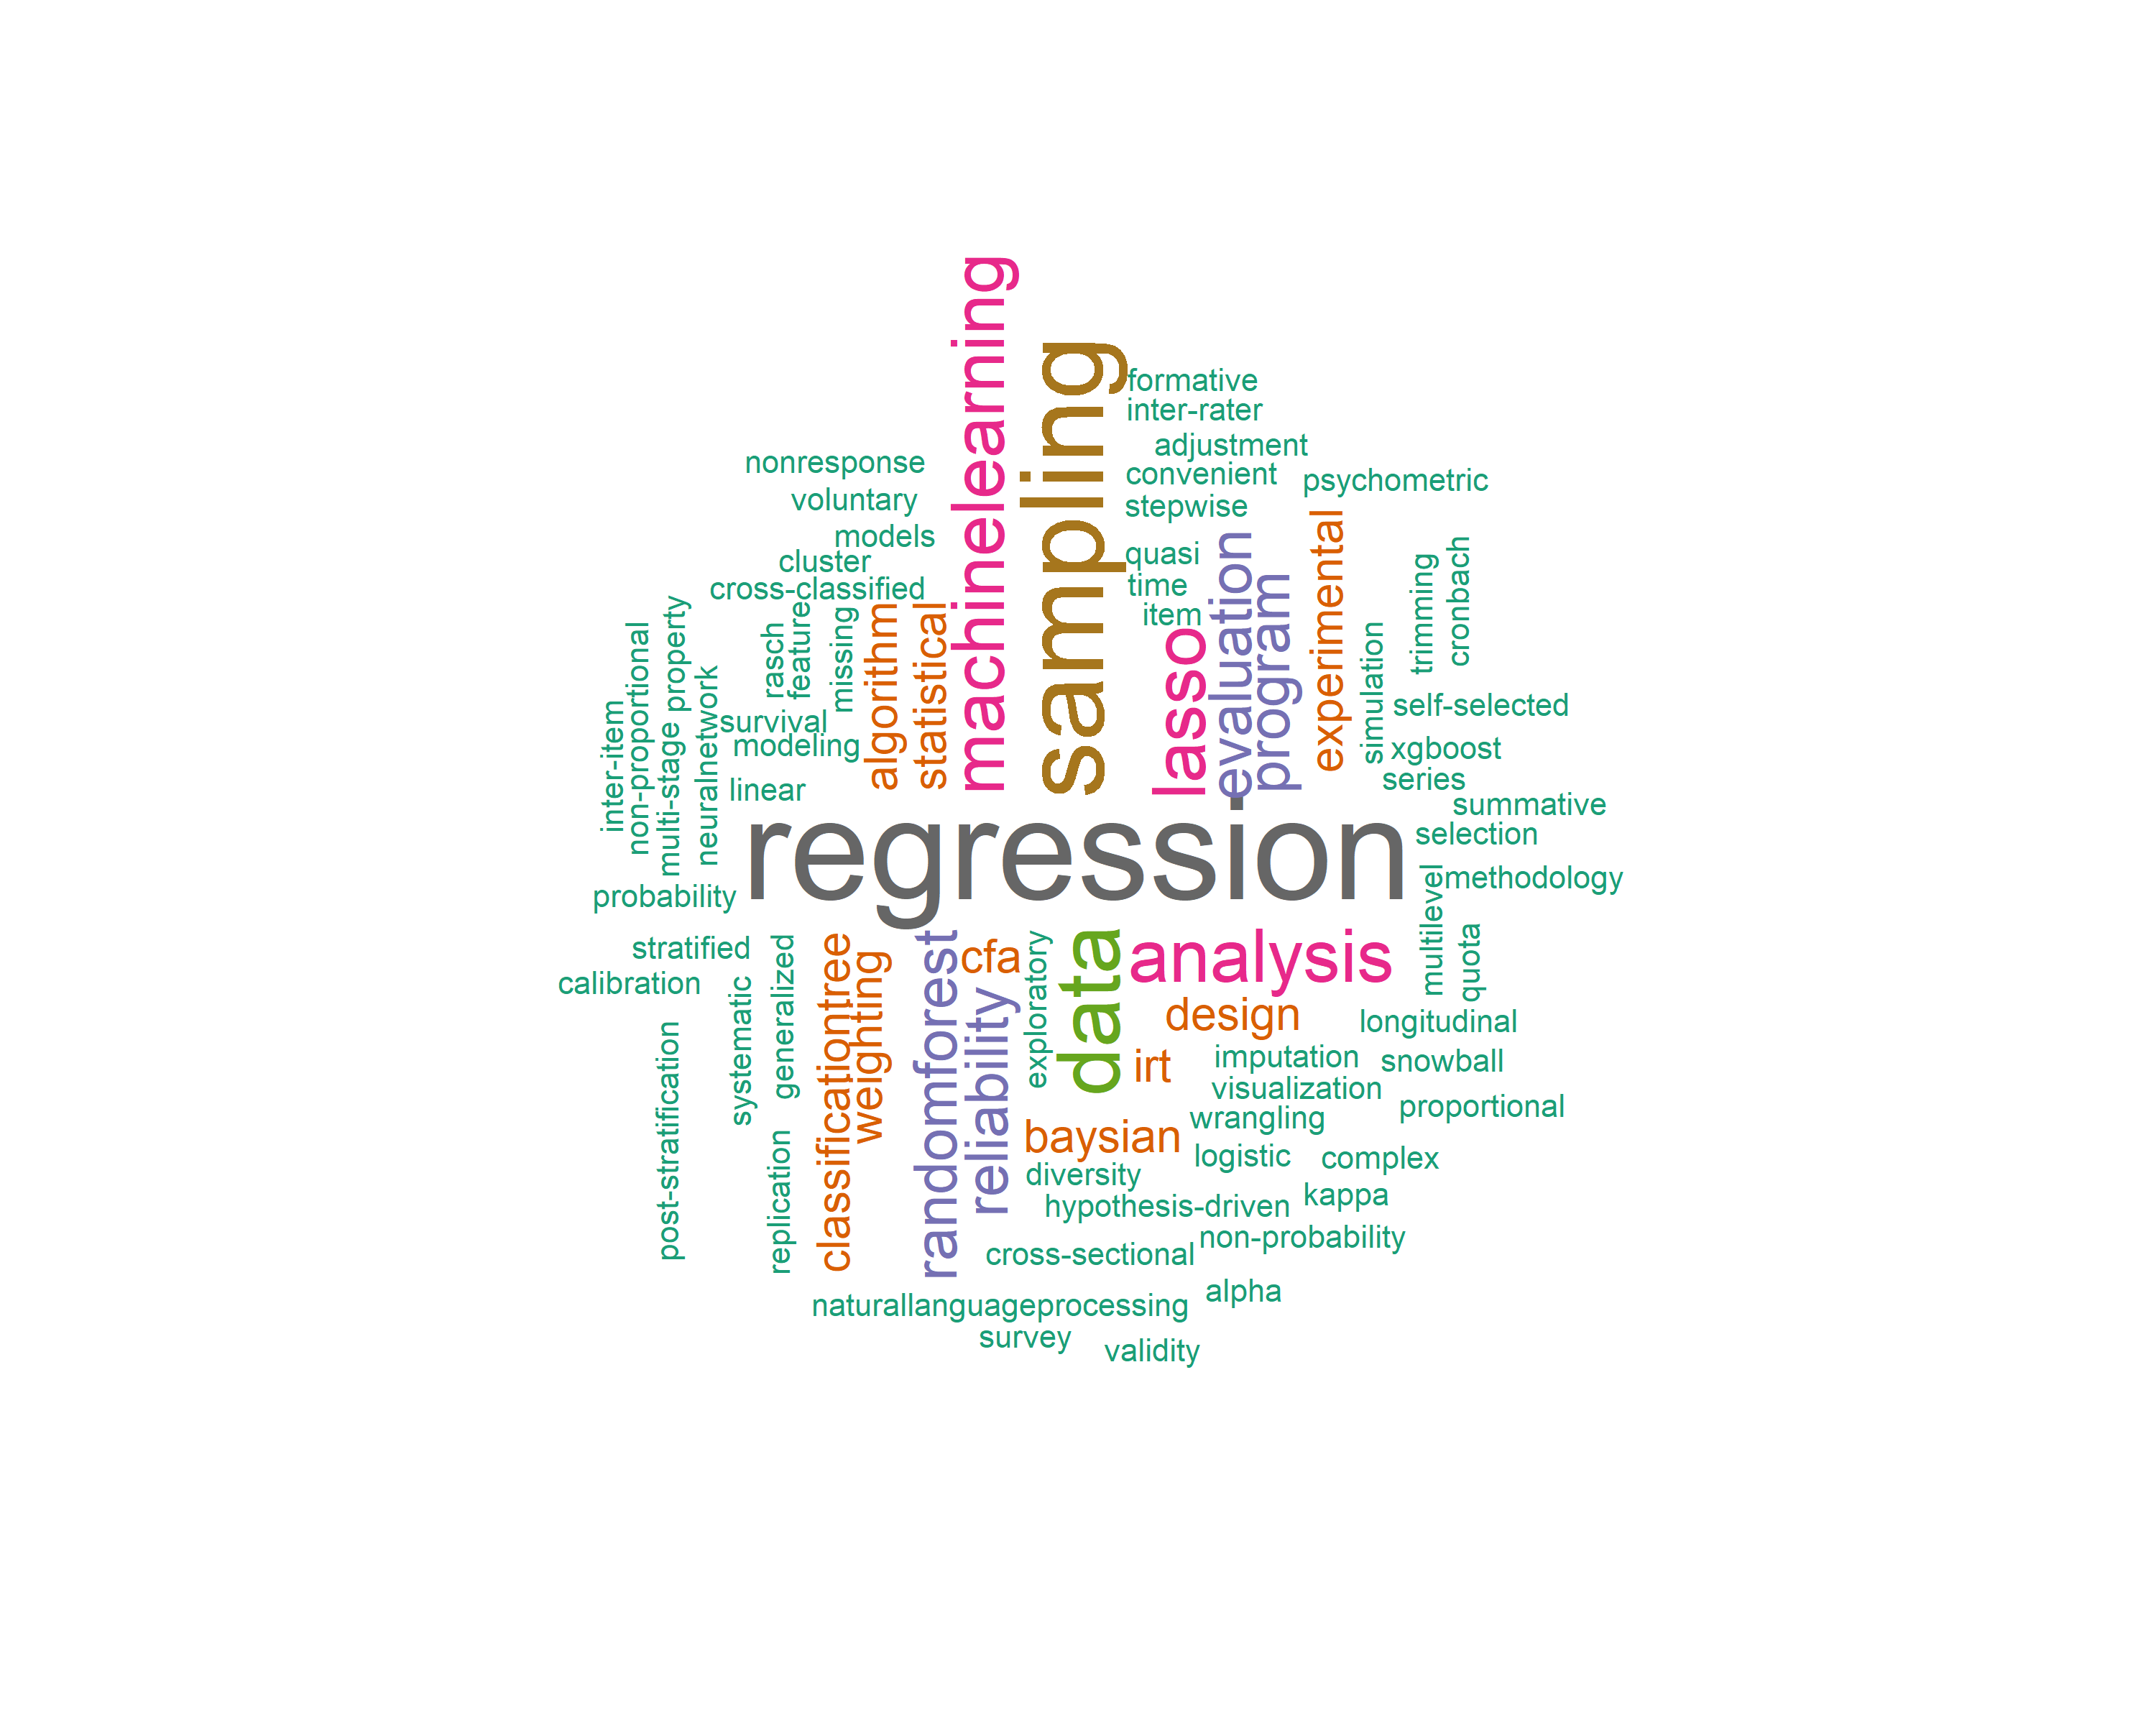 machinelearning
sampling
formative
inter-rater
adjustment
nonresponse
convenient
psychometric
voluntary
stepwise
models
quasi
cluster
time
cross-classified
item
evaluation
program
experimental
trimming
cronbach
lasso
simulation
algorithm
statistical
missing
feature
rasch
property
non-proportional
inter-item
multi-stage
neuralnetwork
survival
modeling
linear
self-selected
xgboost
series
summative
selection
regression
methodology
multilevel
quota
probability
stratified
calibration
systematic
generalized
post-stratification
replication
classificationtree
weighting
randomforest
cfa
reliability
exploratory
data
analysis
design
longitudinal
irt
imputation
snowball
visualization
proportional
wrangling
baysian
logistic
complex
diversity
kappa
hypothesis-driven
non-probability
cross-sectional
alpha
naturallanguageprocessing
survey
validity